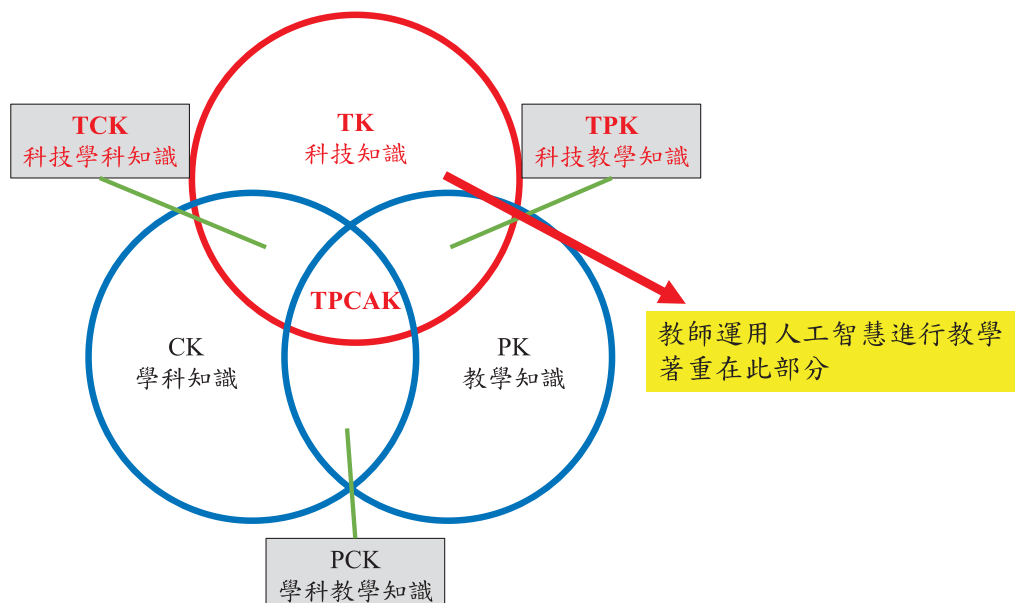 TK
科技知識
TCK
科技學科知識
TPK
科技教學知識
TPCAK
CK
學科知識
PK
教學知識
教師運用人工智慧進行教學
著重在此部分
PCK
學科教學知識